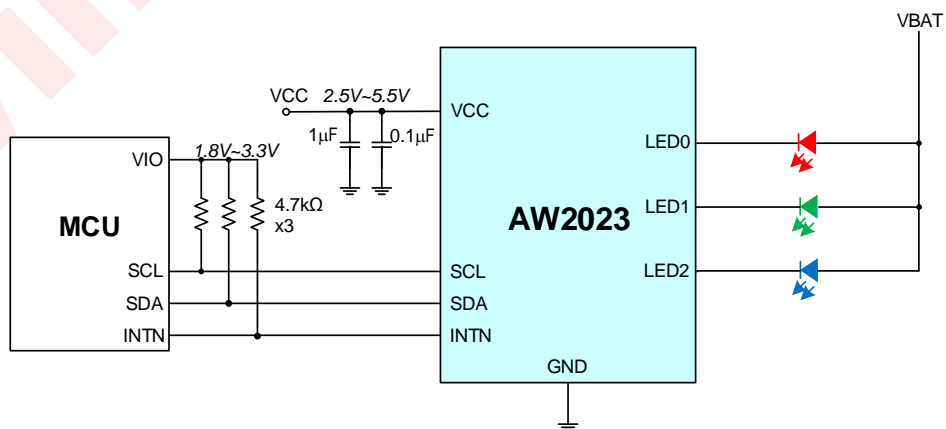 VBAT
VCC 2.5V~5.5V
VCC
1μF
0.1μF
LED0
VIO
1.8V~3.3V
4.7kΩ
x3
MCU
AW2023
LED1
SCL
SCL
LED2
SDA
SDA
INTN
INTN
GND